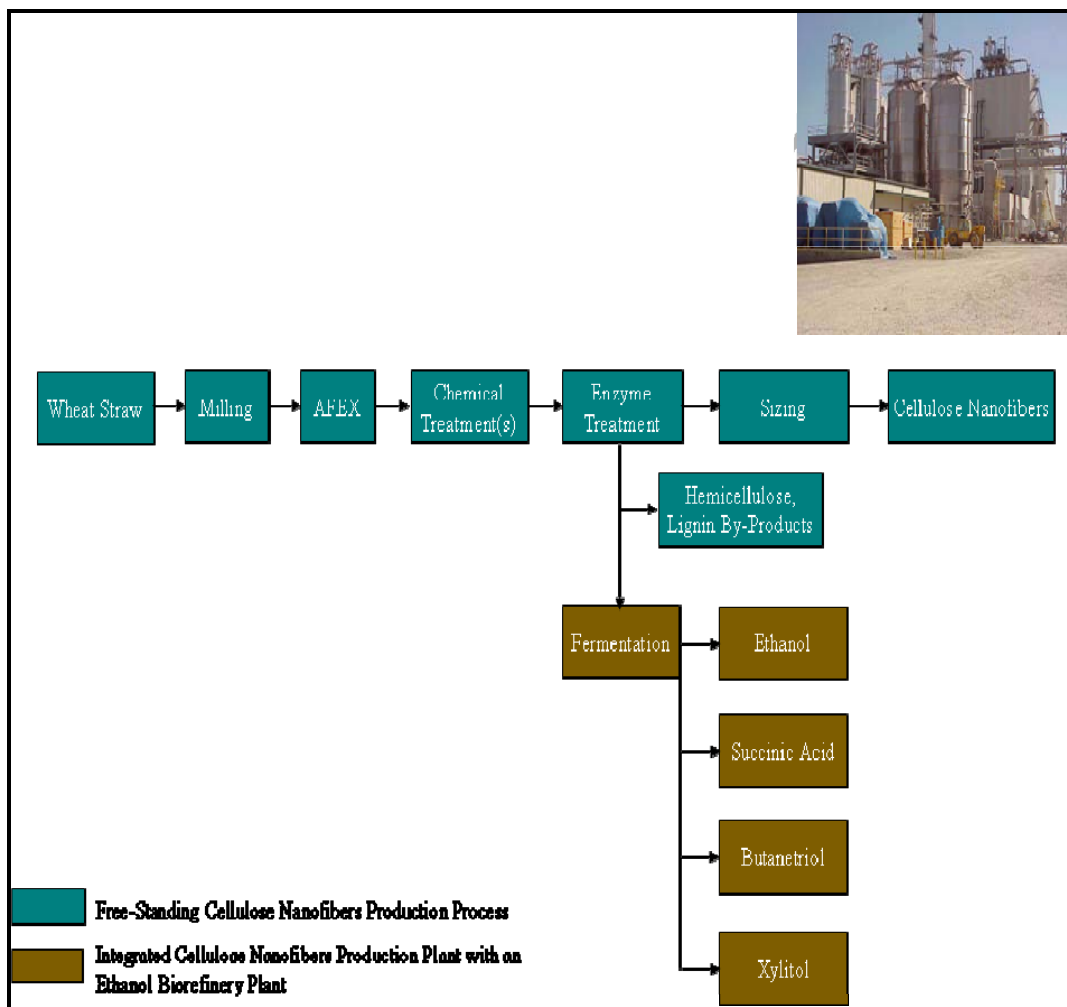 Wheat Straw
Milling
AFEX
Chemical
Treatment(s)
Enzyme
Treatment
Sizing
Cellulose Nanofibers
Hemicellulose,
Lignin By-Products
Fermentation
Ethanol
Succinic Acid
Butanetriol
Xylitol
Free-Standing Cellulose Nanofibers Production Process
Integrated Cellulose Nanofibers Production Plant with an
Ethanol Biorefinery Plant